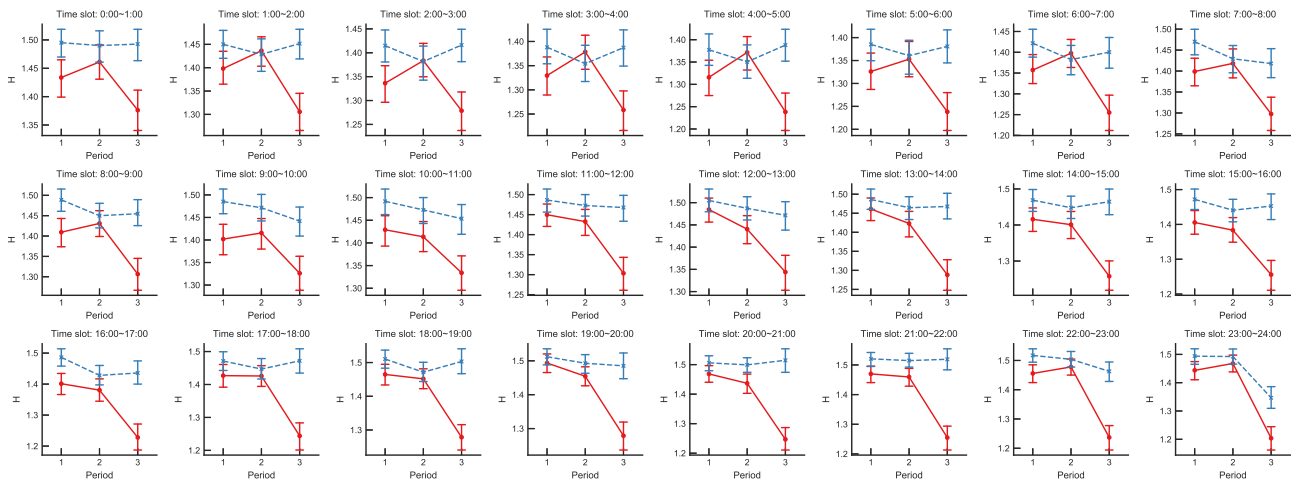 Time slot: 0:00~1:00
1.50
1.45
1.40
1.35
H
1 2 3
Period
Time slot: 1:00~2:00
1.45
1.40
1.35
1.30
H
1 2 3
Period
Time slot: 2:00~3:00
1.45
1.40
1.35
1.30
1.25
H
1 2 3
Period
Time slot: 3:00~4:00
1.40
1.35
1.30
1.25
H
1 2 3
Period
Time slot: 4:00~5:00
1.40
1.35
1.30
1.25
1.20
H
1 2 3
Period
Time slot: 5:00~6:00
1.40
1.35
1.30
1.25
1.20
H
1 2 3
Period
Time slot: 6:00~7:00
1.45
1.40
1.35
1.30
1.25
1.20
H
1 2 3
Period
Time slot: 7:00~8:00
1.50
1.45
1.40
1.35
1.30
1.25
H
1 2 3
Period
Time slot: 8:00~9:00
1.50
1.45
1.40
1.35
1.30
H
1 2 3
Period
Time slot: 9:00~10:00
1.50
1.45
1.40
1.35
1.30
H
1 2 3
Period
Time slot: 10:00~11:00
1.50
1.45
1.40
1.35
1.30
H
1 2 3
Period
Time slot: 11:00~12:00
1.50
1.45
1.40
1.35
1.30
1.25
H
1 2 3
Period
Time slot: 12:00~13:00
1.50
1.45
1.40
1.35
1.30
H
1 2 3
Period
Time slot: 13:00~14:00
1.50
1.45
1.40
1.35
1.30
1.25
H
1 2 3
Period
Time slot: 14:00~15:00
1.5
1.4
1.3
H
1 2 3
Period
Time slot: 15:00~16:00
1.5
1.4
1.3
1.2
H
1 2 3
Period
Time slot: 16:00~17:00
1.5
1.4
1.3
1.2
H
1 2 3
Period
Time slot: 17:00~18:00
1.5
1.4
1.3
1.2
H
1 2 3
Period
Time slot: 18:00~19:00
1.5
1.4
1.3
H
1 2 3
Period
Time slot: 19:00~20:00
1.5
1.4
1.3
H
1 2 3
Period
Time slot: 20:00~21:00
1.5
1.4
1.3
1.2
H
1 2 3
Period
Time slot: 21:00~22:00
1.5
1.4
1.3
1.2
H
1 2 3
Period
Time slot: 22:00~23:00
1.5
1.4
1.3
1.2
H
1 2 3
Period
Time slot: 23:00~24:00
1.5
1.4
1.3
1.2
H
1 2 3
Period